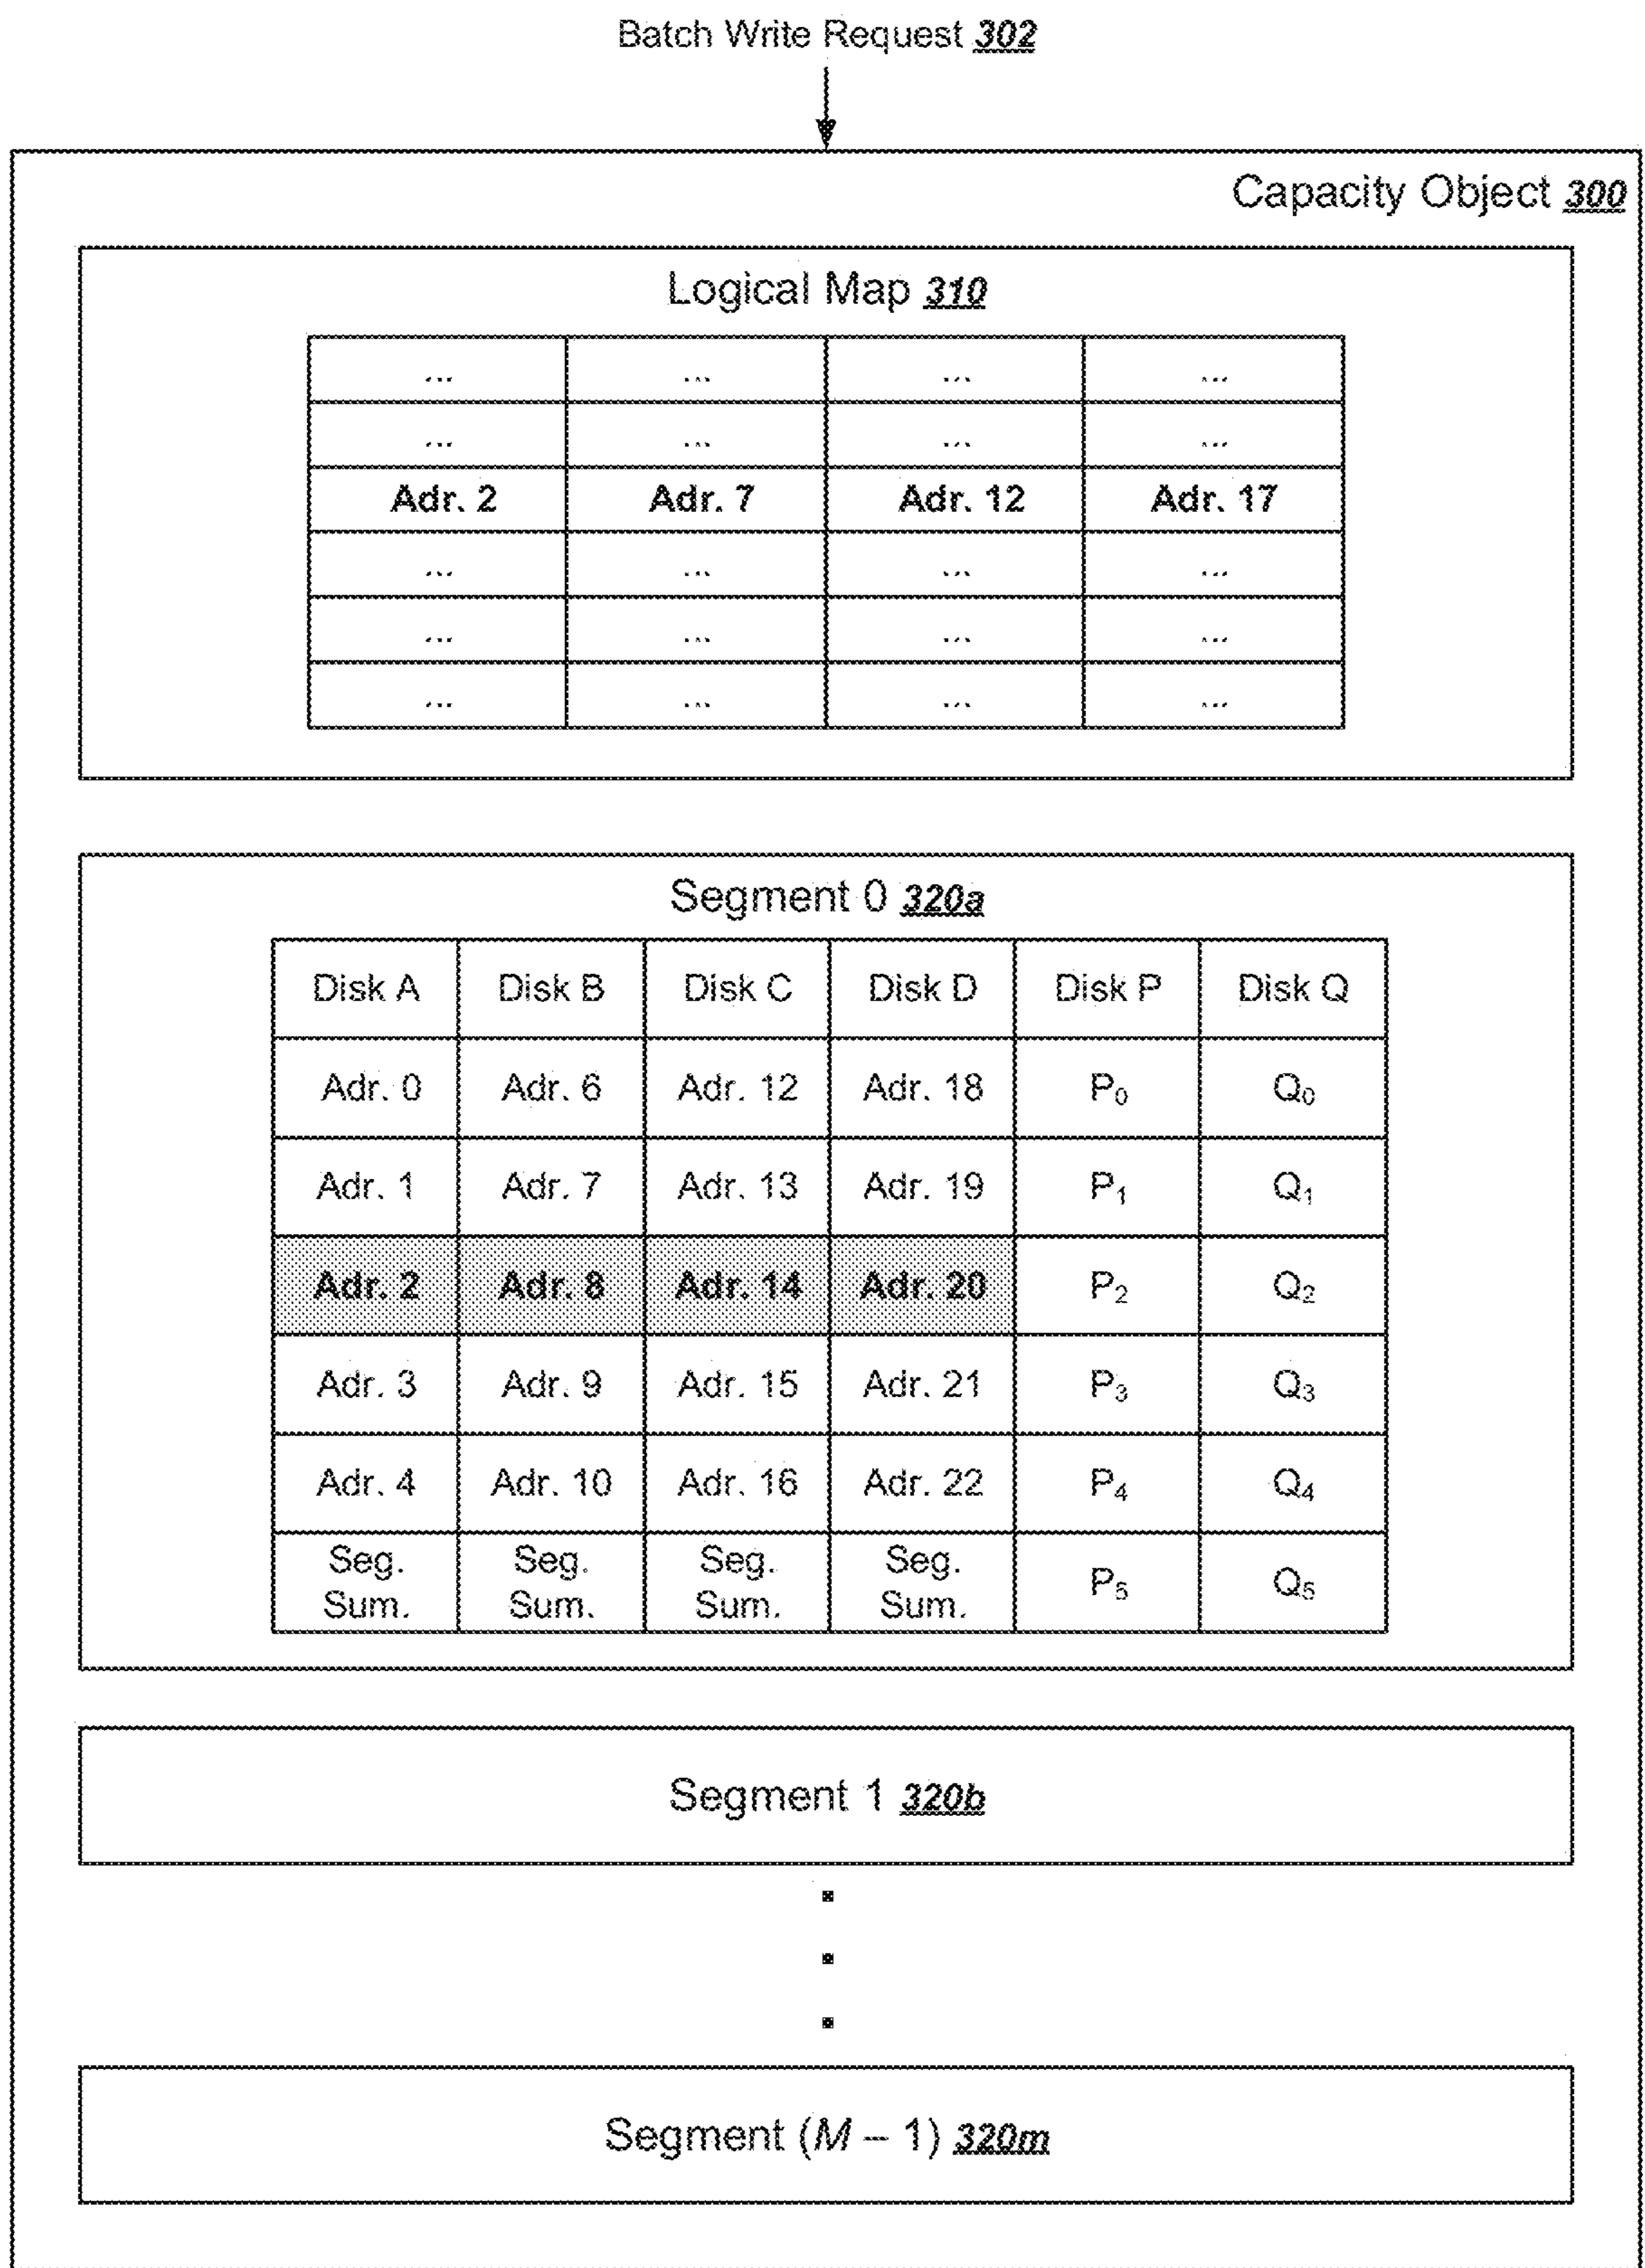 Batch Write Request 302
Capacity Object 300
Logical Map 310
... ... ... ...
... ... ... ...
Adr. 2 Adr. 7 Adr. 12 Adr. 17
... ... ... ...
... ... ... ...
... ... ... ...
Segment 0 320a
Disk A Disk B Disk C Disk D Disk P Disk Q
Adr. 0 Adr. 6 Adr. 12 Adr. 18 P₀ Q₀
Adr. 1 Adr. 7 Adr. 13 Adr. 19 P₁ Q₁
Adr. 2 Adr. 8 Adr. 14 Adr. 20 P₂ Q₂
Adr. 3 Adr. 9 Adr. 15 Adr. 21 P₃ Q₃
Adr. 4 Adr. 10 Adr. 16 Adr. 22 P₄ Q₄
Seg. Seg. Seg. Seg. P₅ Q₅
Sum. Sum. Sum. Sum.
Segment 1 320b
Segment (M – 1) 320m